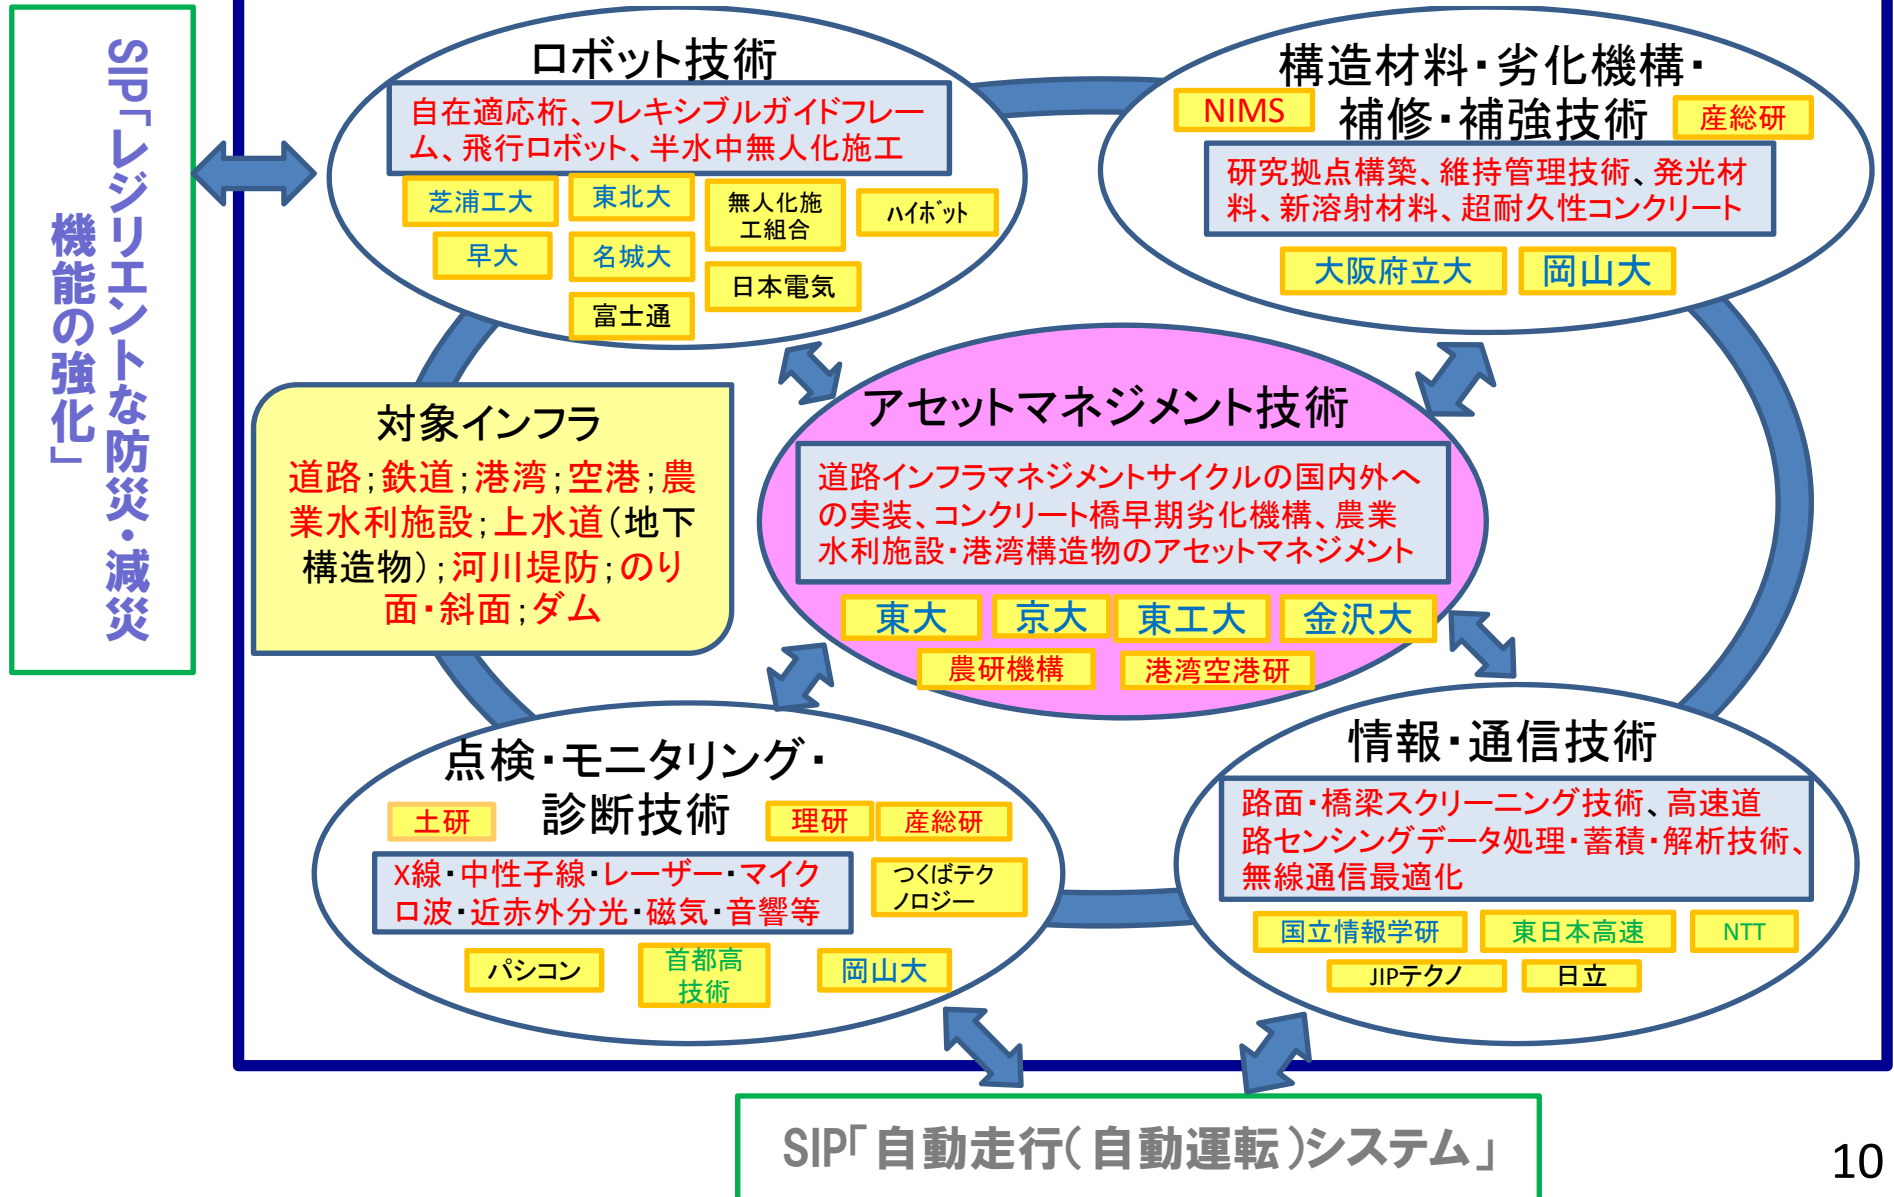 SIP「レジリエントな防災・減災
機能の強化」
ロボット技術
自在適応桁、フレキシブルガイドフレー
ム、飛行ロボット、半水中無人化施工
芝浦工大
東北大
無人化施
工組合
ハイボット
早大
名城大
日本電気
富士通
構造材料・劣化機構・
NIMS
補修・補強技術
産総研
研究拠点構築、維持管理技術、発光材
料、新溶射材料、超耐久性コンクリート
大阪府立大
岡山大
対象インフラ
道路;鉄道;港湾;空港;農
業水利施設;上水道(地下
構造物);河川堤防;のり
面・斜面;ダム
アセットマネジメント技術
道路インフラマネジメントサイクルの国内外へ
の実装、コンクリート橋早期劣化機構、農業
水利施設・港湾構造物のアセットマネジメント
東大
京大
東工大
金沢大
農研機構
港湾空港研
点検・モニタリング・
診断技術
土研
理研
産総研
X線・中性子線・レーザー・マイク
ロ波・近赤外分光・磁気・音響等
つくばテク
ノロジー
パシコン
首都高
技術
岡山大
情報・通信技術
路面・橋梁スクリーニング技術、高速道
路センシングデータ処理・蓄積・解析技術、
無線通信最適化
国立情報学研
東日本高速
NTT
JIPテクノ
日立
SIP「自動走行(自動運転)システム」
10